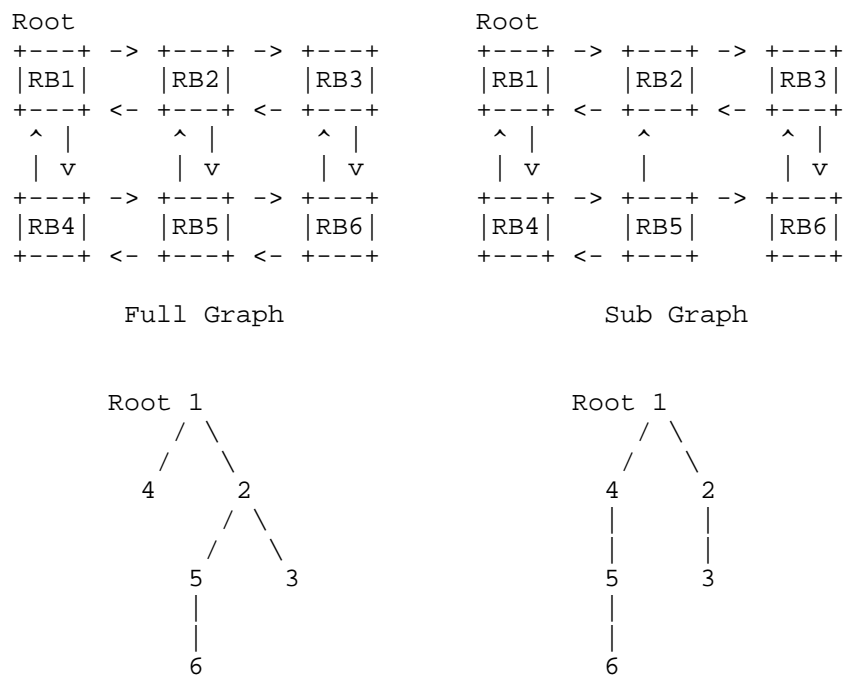 Root Root
+---+ -> +---+ -> +---+ +---+ -> +---+ -> +---+
|RB1| |RB2| |RB3| |RB1| |RB2| |RB3|
+---+ <- +---+ <- +---+ +---+ <- +---+ <- +---+
^ | ^ | ^ | ^ | ^ ^ |
| v | v | v | v | | v
+---+ -> +---+ -> +---+ +---+ -> +---+ -> +---+
|RB4| |RB5| |RB6| |RB4| |RB5| |RB6|
+---+ <- +---+ <- +---+ +---+ <- +---+ +---+
Full Graph Sub Graph
Root 1 Root 1
/ \ / \
/ \ / \
4 2 4 2
/ \ | |
/ \ | |
5 3 5 3
| |
| |
6 6